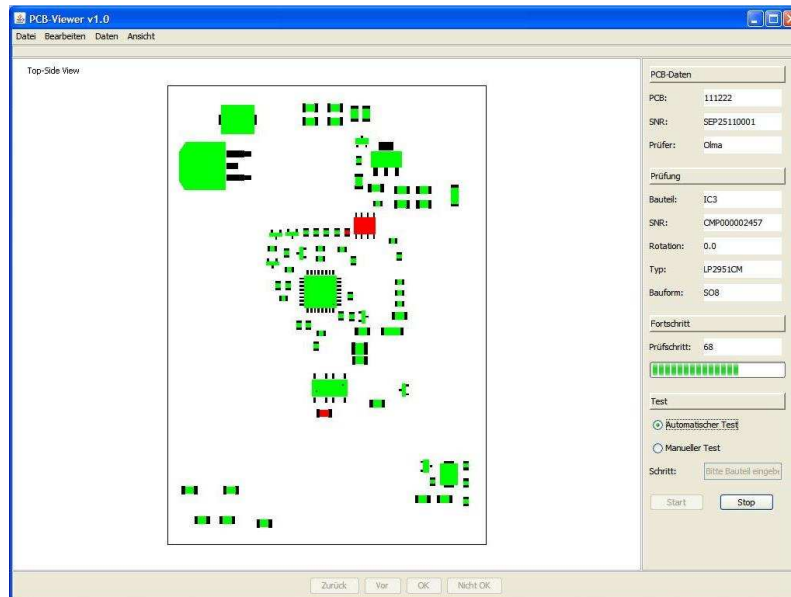 PCB-Viewer v1.0
Datei Bearbeiten Daten Ansicht
Top-Side View
PCB-Daten
PCB: 111222
SNR: SEP25110001
Prüfer: Olma
Prüfung
Bauteil: IC3
SNR: CMP000002457
Rotation: 0.0
Typ: LP2951CM
Bauform: SO8
Fortschritt
Prüfschritt: 68
Test
Automatischer Test
Manueller Test
Schritt: Bitte Bauteil eingebe
Start Stop
Zurück Vor OK Nicht OK